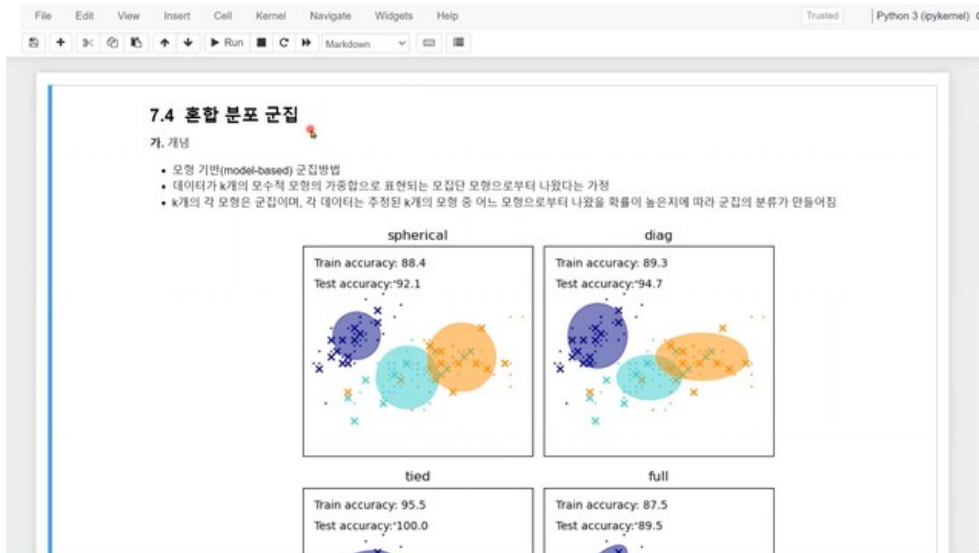 File Edit View Insert Cell Kernel Navigate Widgets Help
Trusted Python 3 (ipykernel)
Run Markdown
7.4 혼합 분포 군집
가. 개념
모형 기반(model-based) 군집방법
데이터가 k개의 모수적 모형의 가중합으로 표현되는 모집단 모형으로부터 나왔다는 가정
k개의 각 모형은 군집이며, 각 데이터는 추정된 k개의 모형 중 어느 모형으로부터 나왔을 확률이 높은지에 따라 군집의 분류가 만들어짐
spherical
Train accuracy: 88.4
Test accuracy: 92.1
diag
Train accuracy: 89.3
Test accuracy: 94.7
tied
Train accuracy: 95.5
Test accuracy: 100.0
full
Train accuracy: 87.5
Test accuracy: 89.5